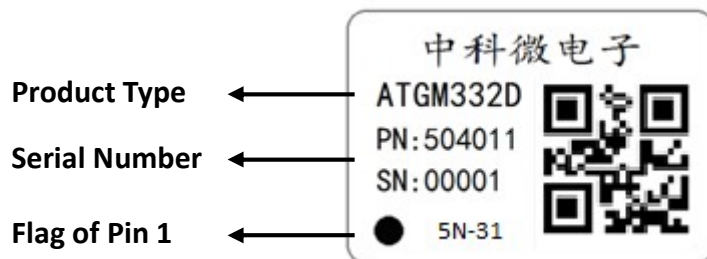 中科微电子
Product Type
ATGM332D
PN:504011
Serial Number
SN:00001
Flag of Pin 1
5N-31